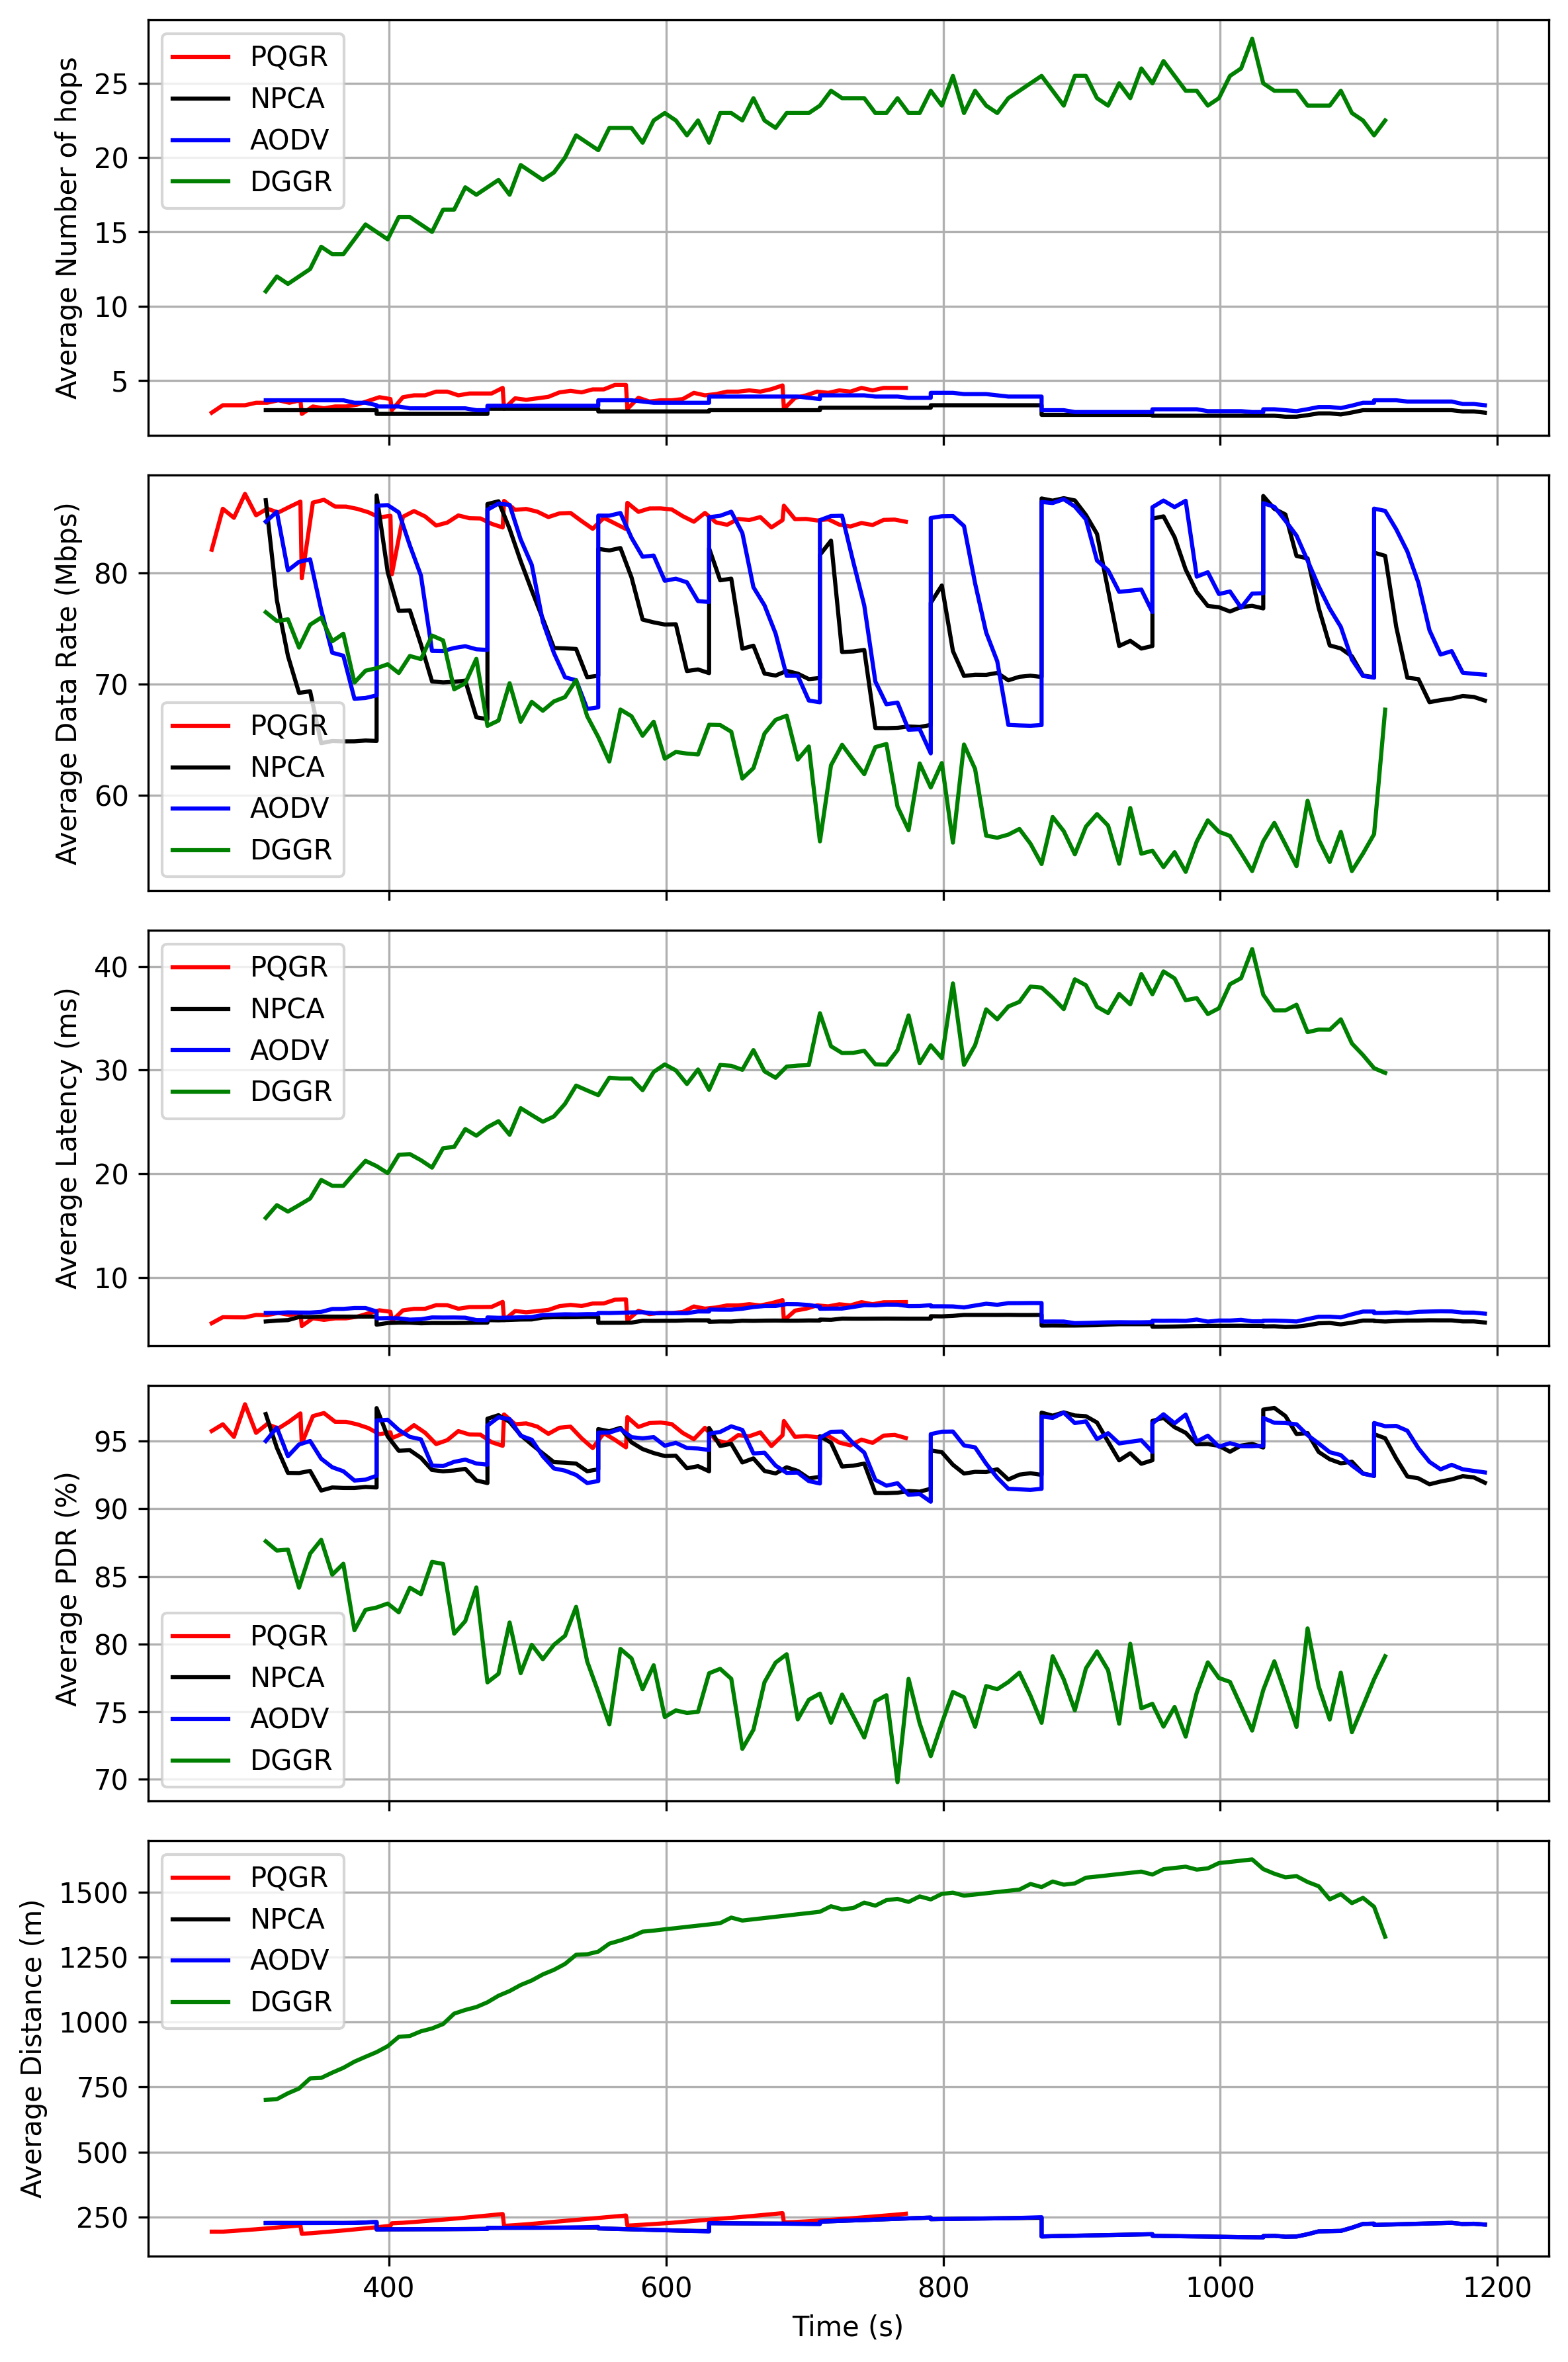 Average Number of hops
25
20
15
10
5
PQGR
NPCA
AODV
DGGR
Average Data Rate (Mbps)
80
70
60
PQGR
NPCA
AODV
DGGR
Average Latency (ms)
40
30
20
10
PQGR
NPCA
AODV
DGGR
Average PDR (%)
95
90
85
80
75
70
PQGR
NPCA
AODV
DGGR
Average Distance (m)
1500
1250
1000
750
500
250
PQGR
NPCA
AODV
DGGR
400 600 800 1000 1200
Time (s)